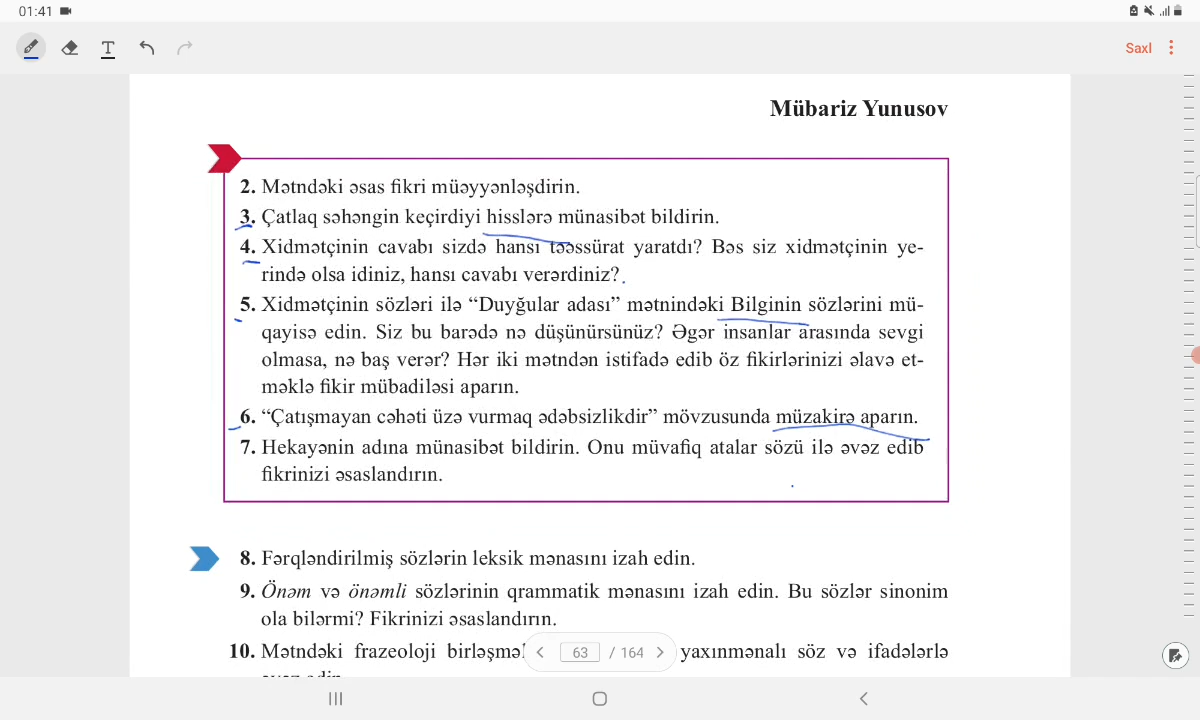 01:41
T
Saxl
Mübariz Yunusov
2. Mətndəki əsas fikri müəyyənləşdirin.
3. Çatlaq səhəngin keçirdiyi hisslərə münasibət bildirin.
4. Xidmətçinin cavabı sizdə hansı təəssürat yaratdı? Bəs siz xidmətçinin ye-
rində olsa idiniz, hansı cavabı verərdiniz?
5. Xidmətçinin sözləri ilə “Duyğular adası” mətnindəki Bilginin sözlərini mü-
qayisə edin. Siz bu barədə nə düşünürsünüz? Əgər insanlar arasında sevgi
olmasa, nə baş verər? Hər iki mətndən istifadə edib öz fikirlərinizi əlavə et-
məklə fikir mübadiləsi aparın.
6. “Çatışmayan cəhəti üzə vurmaq ədəbsizlikdir” mövzusunda müzakirə aparın.
7. Hekayənin adına münasibət bildirin. Onu müvafiq atalar sözü ilə əvəz edib
fikrinizi əsaslandırın.
8. Fərqləndirilmiş sözlərin leksik mənasını izah edin.
9. Önəm və önəmli sözlərinin qrammatik mənasını izah edin. Bu sözlər sinonim
ola bilərmi? Fikrinizi əsaslandırın.
10. Mətndəki frazeoloji yaxınmənalı söz və ifadələrlə
63 / 164